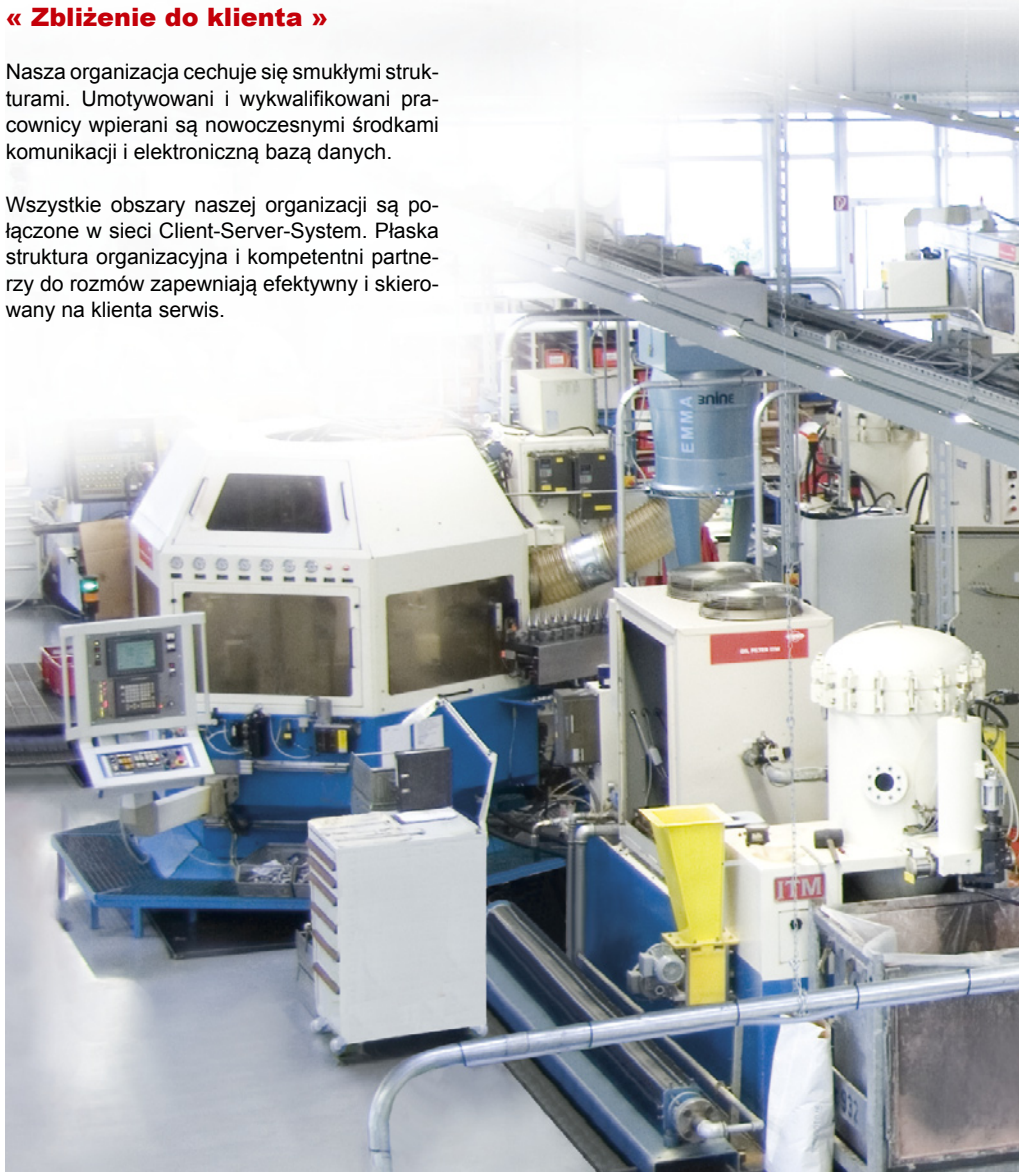 « Zbliżenie do klienta »
Nasza organizacja cechuje się smukłymi struk-
turami. Umotywowani i wykwalifikowani pra-
cownicy wpierani są nowoczesnymi środkami
komunikacji i elektroniczną bazą danych.
Wszystkie obszary naszej organizacji są po-
łączone w sieci Client-Server-System. Płaska
struktura organizacyjna i kompetentni partne-
rzy do rozmów zapewniają efektywny i skiero-
wany na klienta serwis.
EMMA
ITM